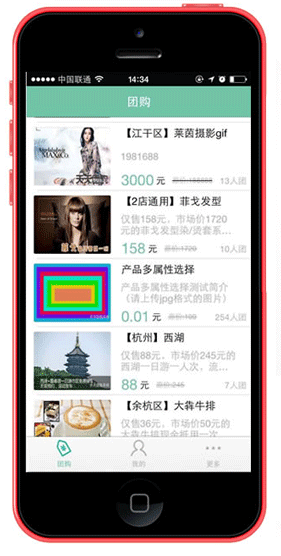 中国联通
14:34
团购
【江干区】莱茵摄影gif
1981688
3000 元
原价:188888
13人团
【2店通用】菲戈发型
仅售158元，市场价1720
元的菲戈发型染/烫套系...
158 元
原价:1720
10人团
产品多属性选择
产品多属性选择测试简介
（请上传jpg格式的图片）
0.01 元
原价:100
254人团
【杭州】西湖
仅售88元，市场价245元的
西湖一日游一人次，流...
88 元
原价:245
7人团
【余杭区】大犇牛排
仅售36元，市场价50元的
大犇牛排现金抵用一...
团购
我的
更多